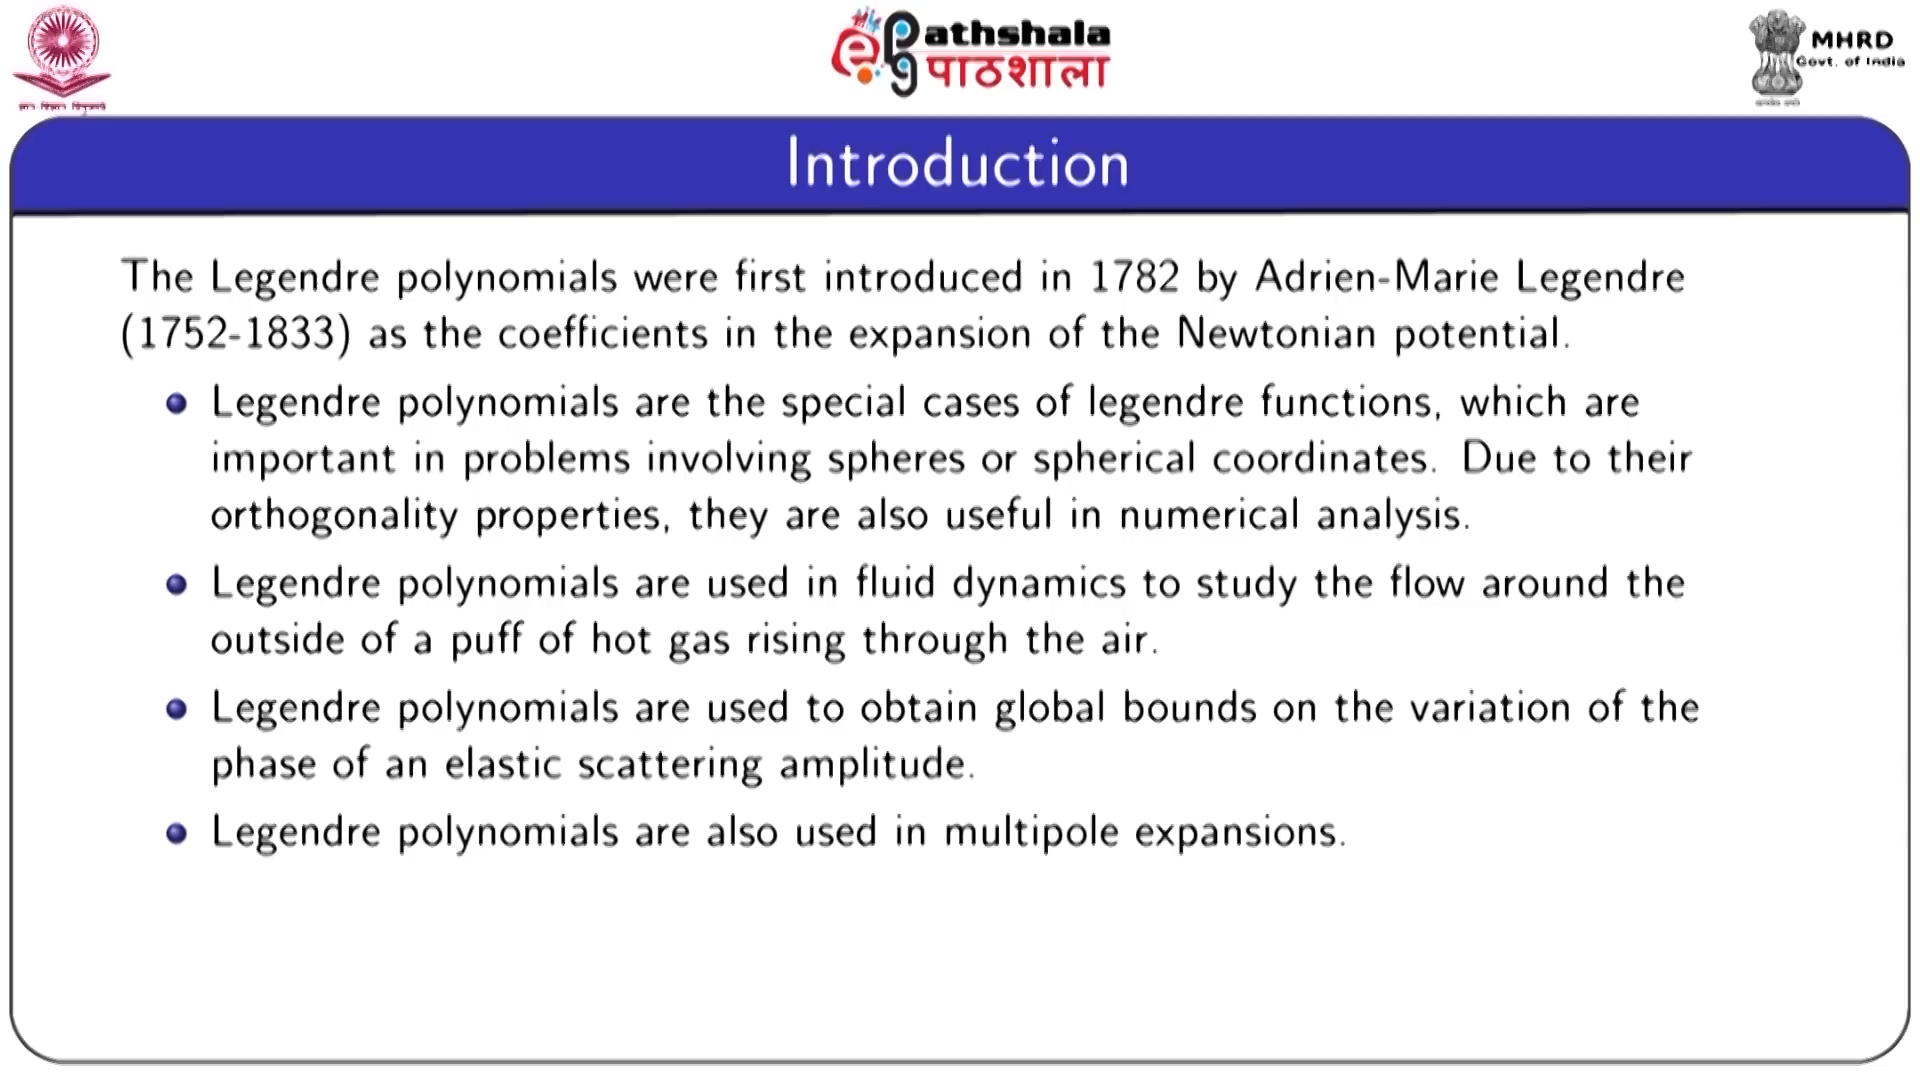 athshala
पाठशाला
MHRD
Govt. of India
Introduction
The Legendre polynomials were first introduced in 1782 by Adrien-Marie Legendre
(1752-1833) as the coefficients in the expansion of the Newtonian potential.
Legendre polynomials are the special cases of legendre functions, which are
important in problems involving spheres or spherical coordinates. Due to their
orthogonality properties, they are also useful in numerical analysis.
Legendre polynomials are used in fluid dynamics to study the flow around the
outside of a puff of hot gas rising through the air.
Legendre polynomials are used to obtain global bounds on the variation of the
phase of an elastic scattering amplitude.
Legendre polynomials are also used in multipole expansions.